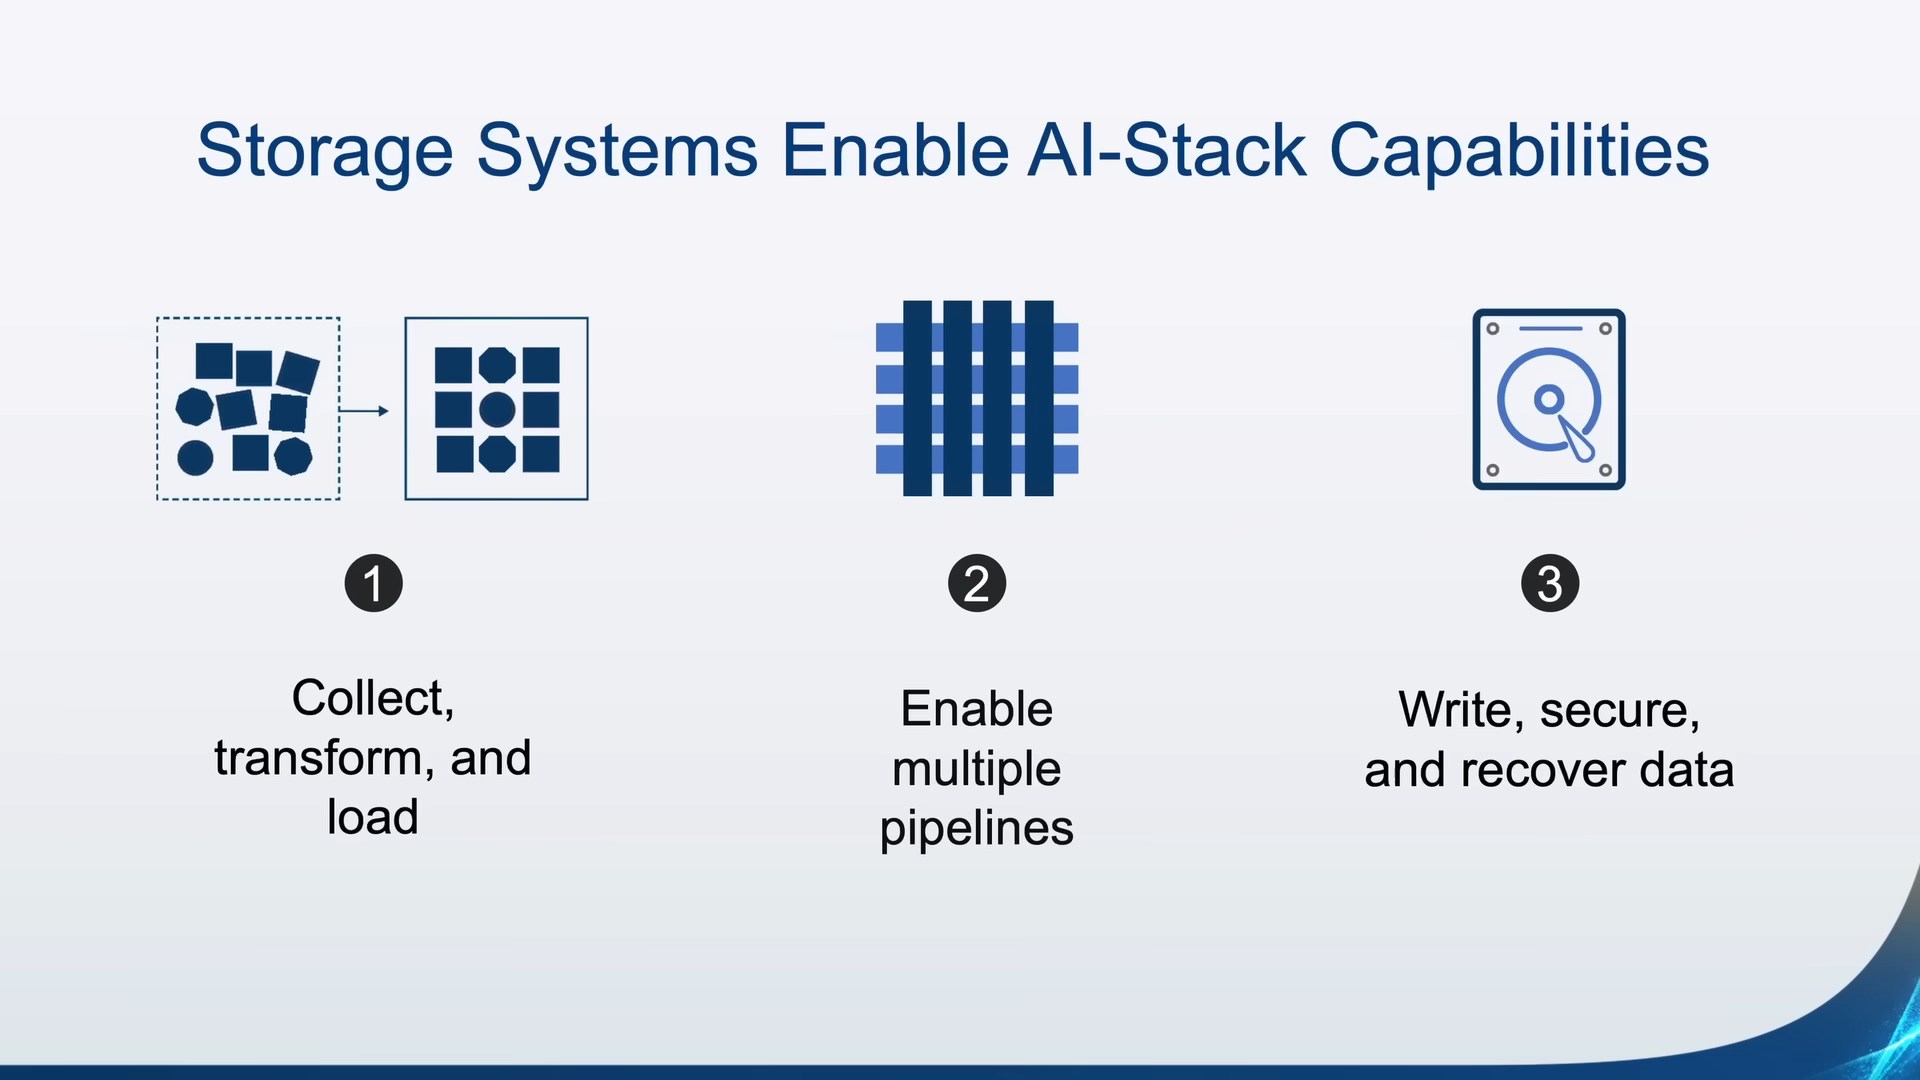 Storage Systems Enable AI-Stack Capabilities
1
Collect,
transform, and
load
2
Enable
multiple
pipelines
3
Write, secure,
and recover data